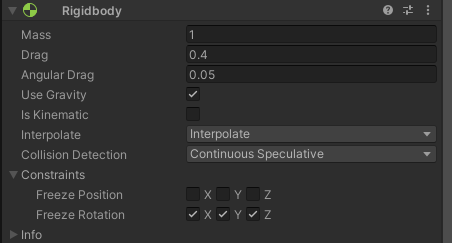 Rigidbody
Mass 1
Drag 0.4
Angular Drag 0.05
Use Gravity
Is Kinematic
Interpolate Interpolate
Collision Detection Continuous Speculative
Constraints
Freeze Position X Y Z
Freeze Rotation X Y Z
Info